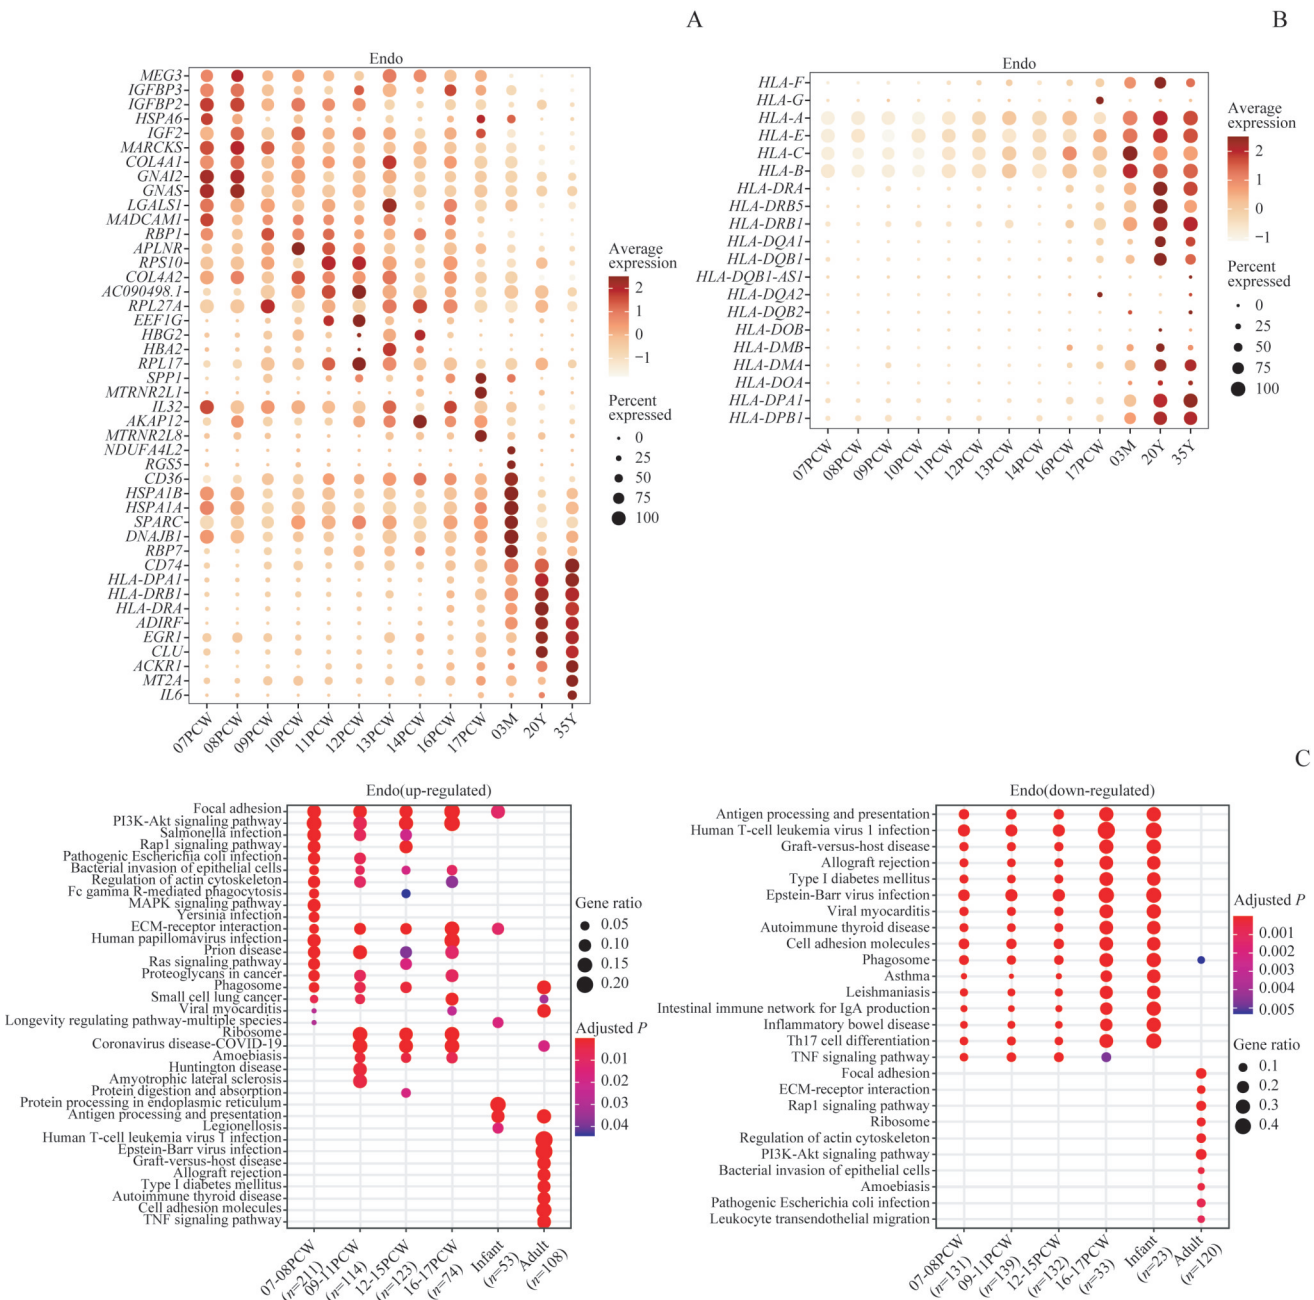 A
Endo
MEG3
IGFBP3
IGFBP2
HSPA6
IGF2
MARCKS
COL4A1
GNAI2
GNAS
LGALS1
MADCAM1
RBP1
APLNR
RPS10
COL4A2
AC090498.1
RPL27A
EEF1G
HBG2
HBA2
RPL17
SPP1
MTRNR2L1
IL32
AKAP12
MTRNR2L8
NDUFA4L2
RGS5
CD36
HSPA1B
HSPA1A
SPARC
DNAJB1
RBP7
CD74
HLA-DPA1
HLA-DRB1
HLA-DRA
ADIRF
EGR1
CLU
ACKR1
MT2A
IL6
07PCW
08PCW
09PCW
10PCW
11PCW
12PCW
13PCW
14PCW
16PCW
17PCW
03M
20Y
35Y
Average
expression
2
1
0
−1
Percent
expressed
0
25
50
75
100
B
Endo
HLA-F
HLA-G
HLA-A
HLA-E
HLA-C
HLA-B
HLA-DRA
HLA-DRB5
HLA-DRB1
HLA-DQA1
HLA-DQB1
HLA-DQB1-AS1
HLA-DQA2
HLA-DQB2
HLA-DOB
HLA-DMB
HLA-DMA
HLA-DOA
HLA-DPA1
HLA-DPB1
07PCW
08PCW
09PCW
10PCW
11PCW
12PCW
13PCW
14PCW
16PCW
17PCW
03M
20Y
35Y
Average
expression
2
1
0
−1
Percent
expressed
0
25
50
75
100
C
Endo(up-regulated)
Focal adhesion
PI3K-Akt signaling pathway
Salmonella infection
Rap1 signaling pathway
Pathogenic Escherichia coli infection
Bacterial invasion of epithelial cells
Regulation of actin cytoskeleton
Fc gamma R-mediated phagocytosis
MAPK signaling pathway
Yersinia infection
ECM-receptor interaction
Human papillomavirus infection
Prion disease
Ras signaling pathway
Proteoglycans in cancer
Phagosome
Small cell lung cancer
Viral myocarditis
Longevity regulating pathway-multiple species
Ribosome
Coronavirus disease-COVID-19
Amoebiasis
Huntington disease
Amyotrophic lateral sclerosis
Protein digestion and absorption
Protein processing in endoplasmic reticulum
Antigen processing and presentation
Legionellosis
Human T-cell leukemia virus 1 infection
Epstein-Barr virus infection
Graft-versus-host disease
Allograft rejection
Type I diabetes mellitus
Autoimmune thyroid disease
Cell adhesion molecules
TNF signaling pathway
07-08PCW
(n=211)
09-11PCW
(n=114)
12-15PCW
(n=123)
16-17PCW
(n=74)
Infant
(n=53)
Adult
(n=108)
Gene ratio
0.05
0.10
0.15
0.20
Adjusted P
0.01
0.02
0.03
0.04
Endo(down-regulated)
Antigen processing and presentation
Human T-cell leukemia virus 1 infection
Graft-versus-host disease
Allograft rejection
Type I diabetes mellitus
Epstein-Barr virus infection
Viral myocarditis
Autoimmune thyroid disease
Cell adhesion molecules
Phagosome
Asthma
Leishmaniasis
Intestinal immune network for IgA production
Inflammatory bowel disease
Th17 cell differentiation
TNF signaling pathway
Focal adhesion
ECM-receptor interaction
Rap1 signaling pathway
Ribosome
Regulation of actin cytoskeleton
PI3K-Akt signaling pathway
Bacterial invasion of epithelial cells
Amoebiasis
Pathogenic Escherichia coli infection
Leukocyte transendothelial migration
07-08PCW
(n=131)
09-11PCW
(n=139)
12-15PCW
(n=132)
16-17PCW
(n=33)
Infant
(n=23)
Adult
(n=120)
Adjusted P
0.001
0.002
0.003
0.004
0.005
Gene ratio
0.1
0.2
0.3
0.4